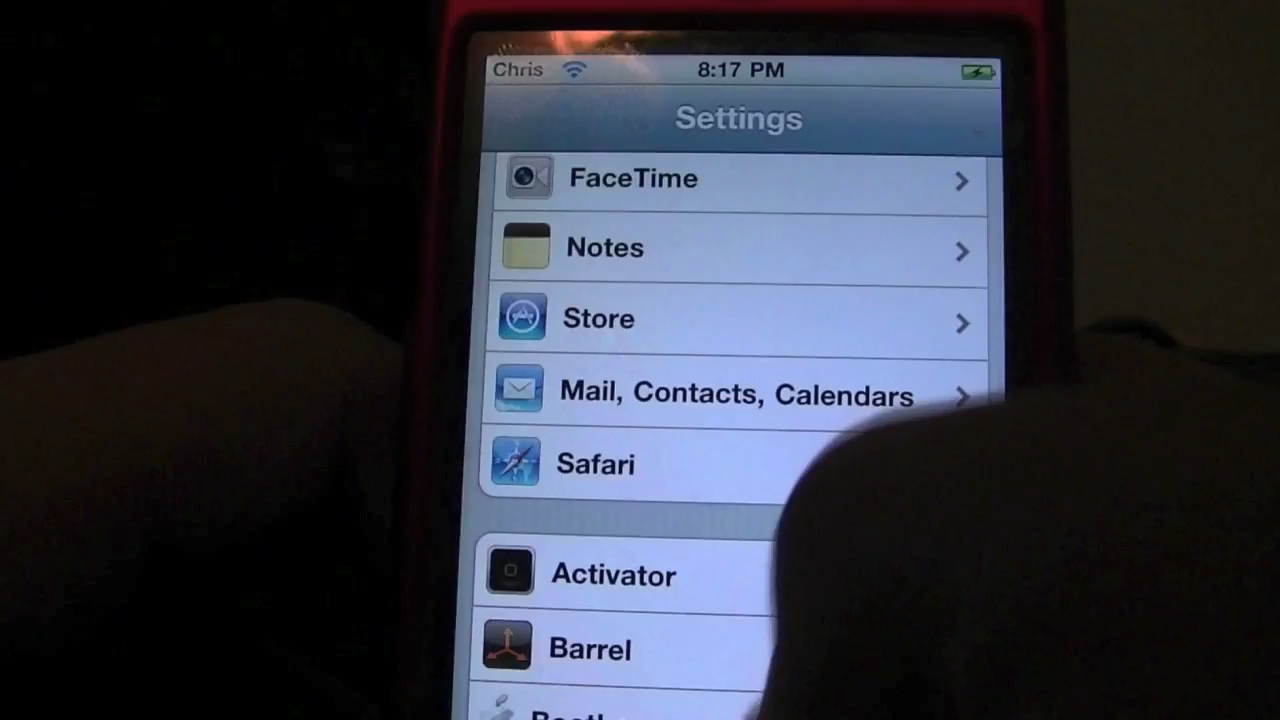 Chris 8:17 PM
Settings
FaceTime
Notes
Store
Mail, Contacts, Calendars
Safari
Activator
Barrel